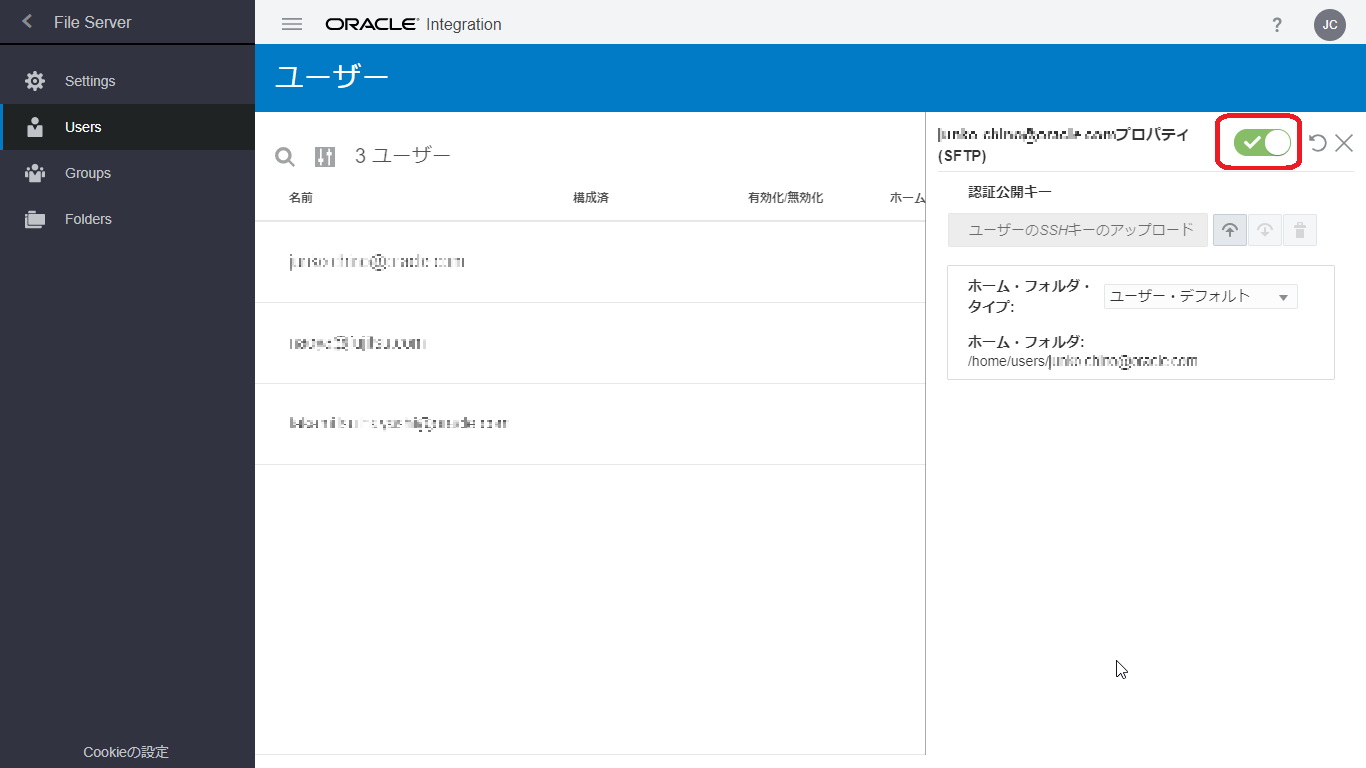 File Server
Settings
Users
Groups
Folders
Cookieの設定
ORACLE Integration
?
JC
ユーザー
3 ユーザー
名前
構成済
有効化/無効化
ホーム
プロパティ
(SFTP)
認証公開キー
ユーザーのSSHキーのアップロード
ホーム・フォルダ・
タイプ:
ユーザー・デフォルト
ホーム・フォルダ:
/home/users/